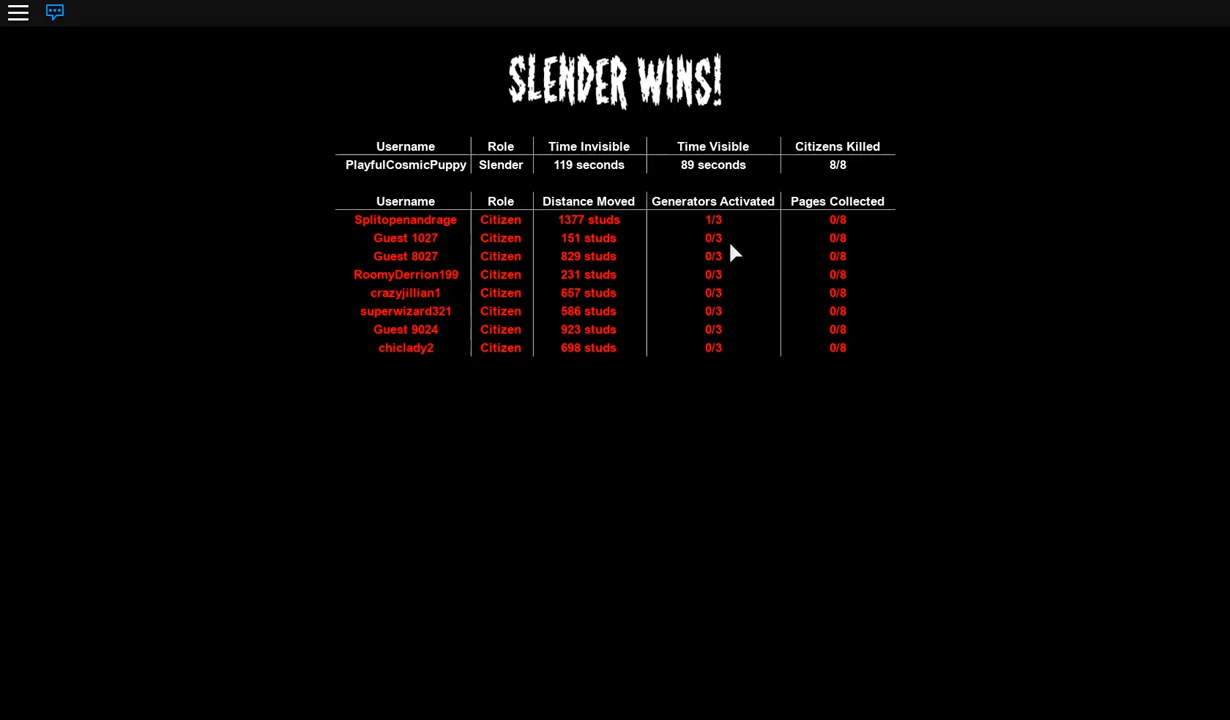 SLENDER WINS!
Username Role Time Invisible Time Visible Citizens Killed
PlayfulCosmicPuppy Slender 119 seconds 89 seconds 8/8
Username Role Distance Moved Generators Activated Pages Collected
Splitopenandrage Citizen 1377 studs 1/3 0/8
Guest 1027 Citizen 151 studs 0/3 0/8
Guest 8027 Citizen 829 studs 0/3 0/8
RoomyDerrion199 Citizen 231 studs 0/3 0/8
crazyjillian1 Citizen 657 studs 0/3 0/8
superwizard321 Citizen 586 studs 0/3 0/8
Guest 9024 Citizen 923 studs 0/3 0/8
chiclady2 Citizen 698 studs 0/3 0/8